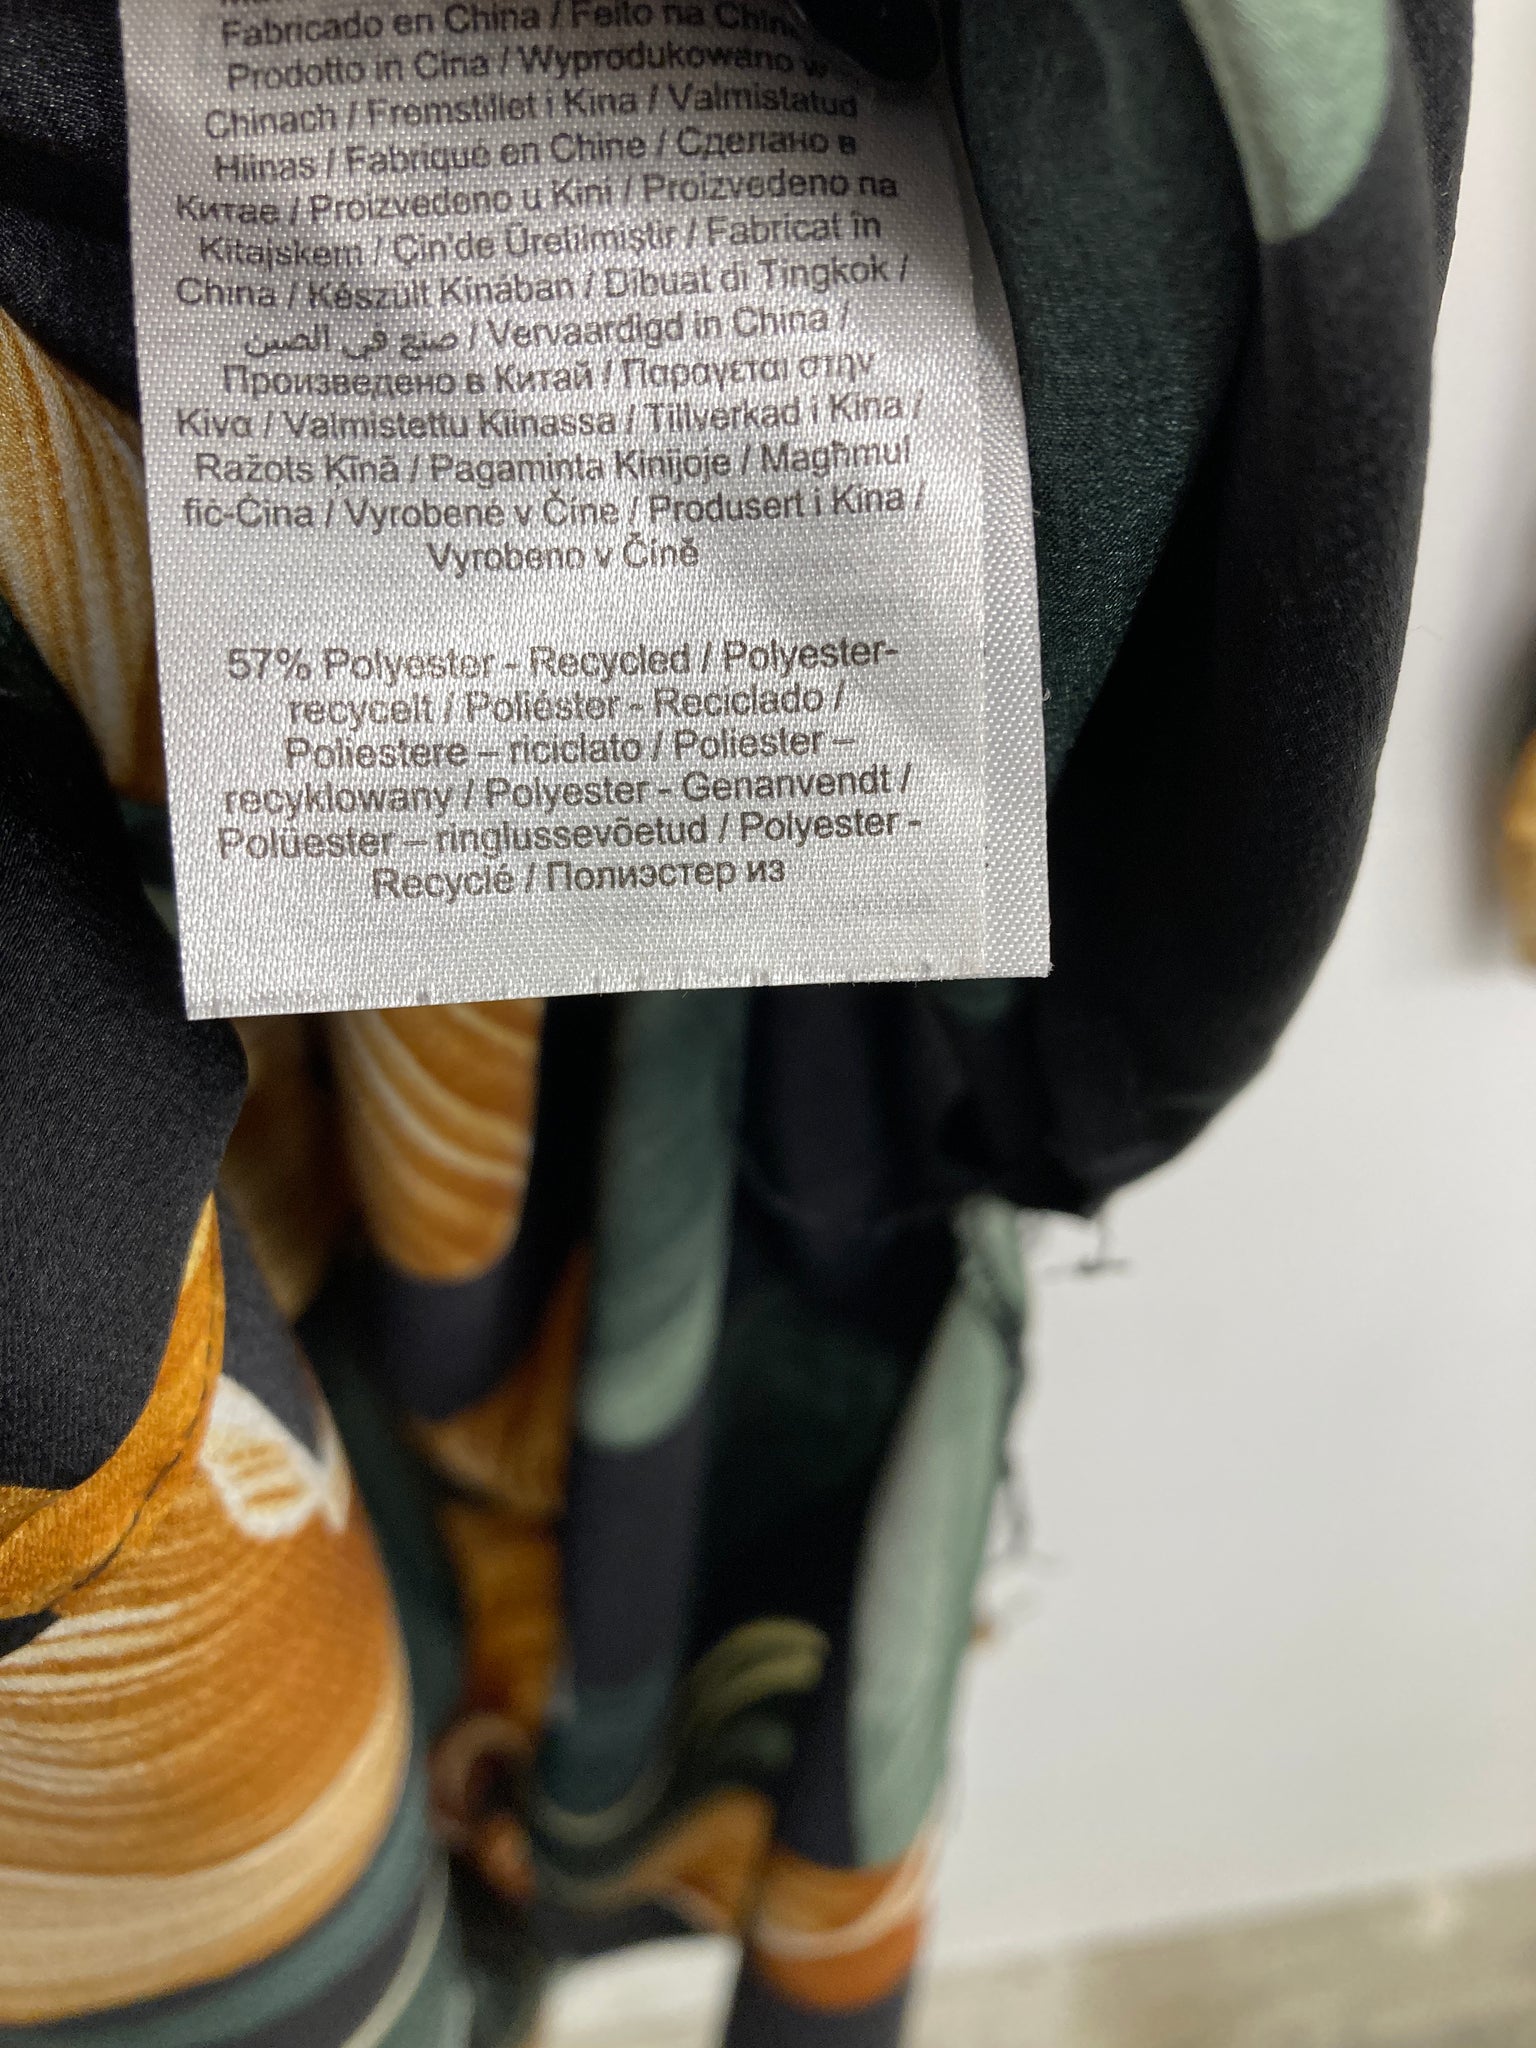 Fabricado en China / Feito na China
Prodotto in Cina / Wyprodukowano w
Chinach / Fremstillet i Kina / Valmistatud
Hiinas / Fabriqué en Chine / Сделано в
Китае / Proizvedeno u Kini / Proizvedeno na
Kitajskem / Çin'de Üretilmiştir / Fabricat în
China / Készült Kínában / Dibuat di Tingkok /
صنع في الصين / Vervaardigd in China /
Произведено в Китай / Παράγεται στην
Κίνα / Valmistettu Kiinassa / Tillverkad i Kina /
Ražots Ķīnā / Pagaminta Kinijoje / Magħmul
fiċ-Ċina / Vyrobené v Číne / Produsert i Kina /
Vyrobeno v Číně
57% Polyester - Recycled / Polyester-
recycelt / Poliéster - Reciclado /
Poliestere – riciclato / Poliester –
recyklowany / Polyester - Genanvendt /
Polüester – ringlussevõetud / Polyester -
Recyclé / Полиэстер из